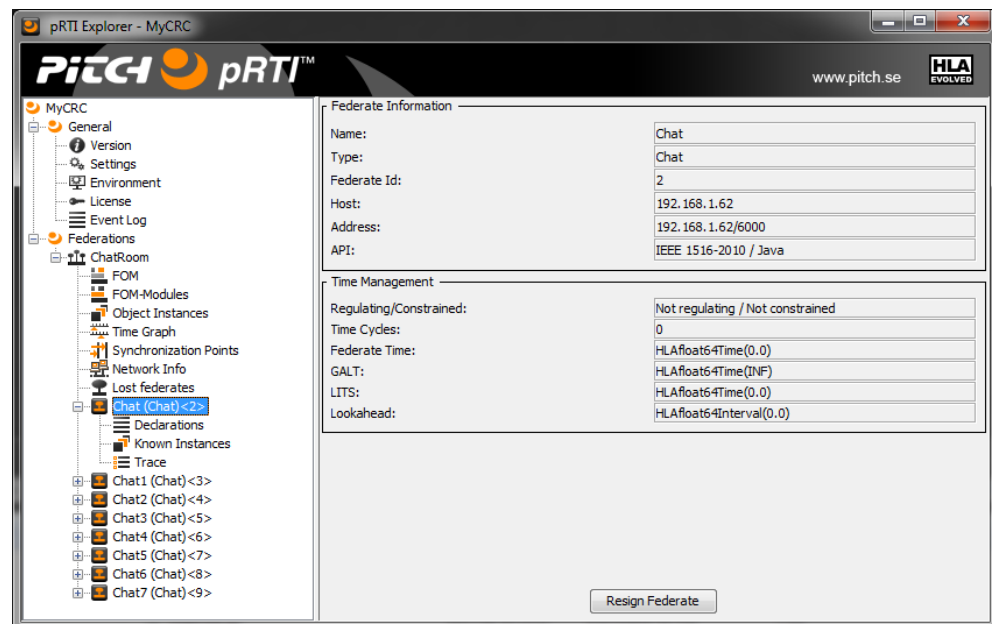 pRTI Explorer - MyCRC
PITCH pRTI™
www.pitch.se
HLA
EVOLVED
MyCRC
General
Version
Settings
Environment
License
Event Log
Federations
ChatRoom
FOM
FOM-Modules
Object Instances
Time Graph
Synchronization Points
Network Info
Lost federates
Chat (Chat)<2>
Declarations
Known Instances
Trace
Chat1 (Chat)<3>
Chat2 (Chat)<4>
Chat3 (Chat)<5>
Chat4 (Chat)<6>
Chat5 (Chat)<7>
Chat6 (Chat)<8>
Chat7 (Chat)<9>
Federate Information
Name: Chat
Type: Chat
Federate Id: 2
Host: 192.168.1.62
Address: 192.168.1.62/6000
API: IEEE 1516-2010 / Java
Time Management
Regulating/Constrained: Not regulating / Not constrained
Time Cycles: 0
Federate Time: HLAfloat64Time(0.0)
GALT: HLAfloat64Time(INF)
LITS: HLAfloat64Time(0.0)
Lookahead: HLAfloat64Interval(0.0)
Resign Federate